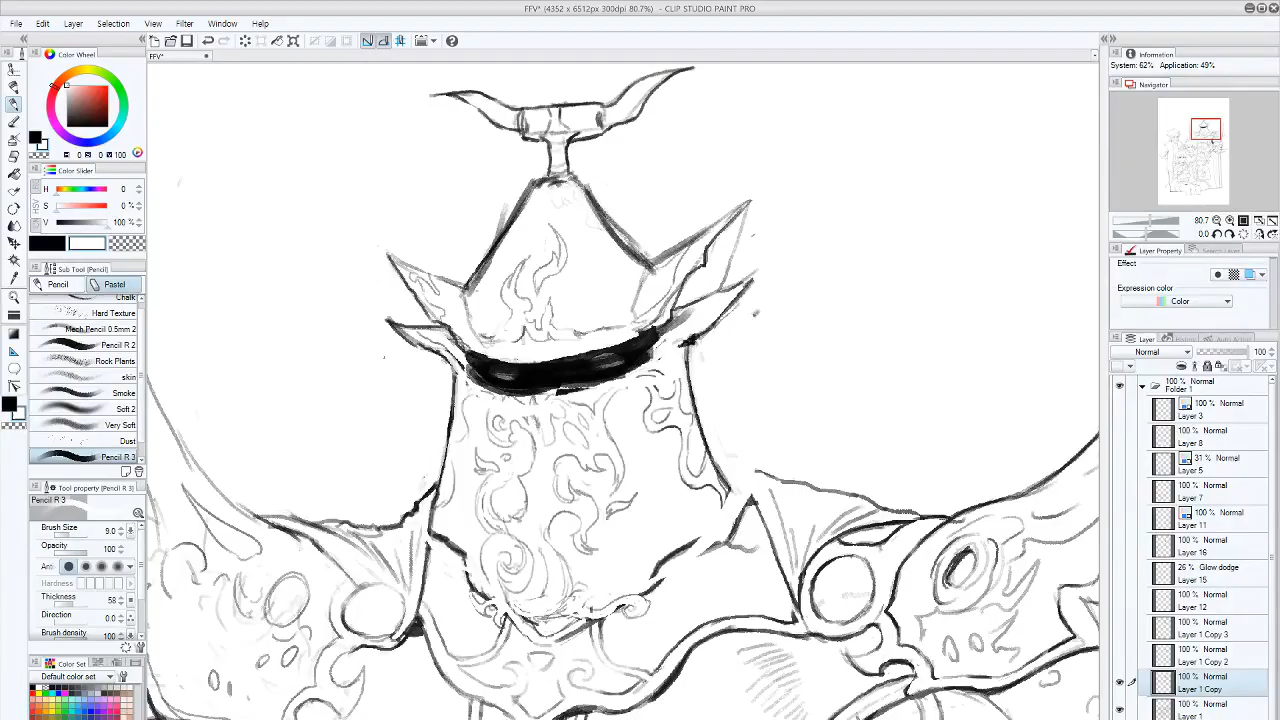 FFV* (4352 x 6512px 300dpi 80.7%) - CLIP STUDIO PAINT PRO
File Edit Layer Selection View Filter Window Help
FFV*
Color Wheel
0 0 100
Color Slider
HSV
H 0
S 0 %
V 100 %
Sub Tool [Pencil]
Pencil Pastel
Chalk
Hard Texture
Mech Pencil 0.5mm 2
Pencil R 2
Rock Plants
skin
Smoke
Soft 2
Very Soft
Dust
Pencil R 3
Tool property [Pencil R 3]
Pencil R 3
Brush Size 9.0
Opacity 100
Hardness
Thickness 58
Direction 0.0
Brush density 100
Color Set
Default color set
Information
System: 62% Application: 49%
Navigator
80.7
0.0
Layer Property
Effect
Expression color
Color
Layer
Normal 100
100 % Normal
Folder 1
100 % Normal
Layer 3
100 % Normal
Layer 8
31 % Normal
Layer 5
100 % Normal
Layer 7
100 % Normal
Layer 11
100 % Normal
Layer 16
26 % Glow dodge
Layer 15
100 % Normal
Layer 12
100 % Normal
Layer 1 Copy 3
100 % Normal
Layer 1 Copy 2
100 % Normal
Copy
100 % Normal